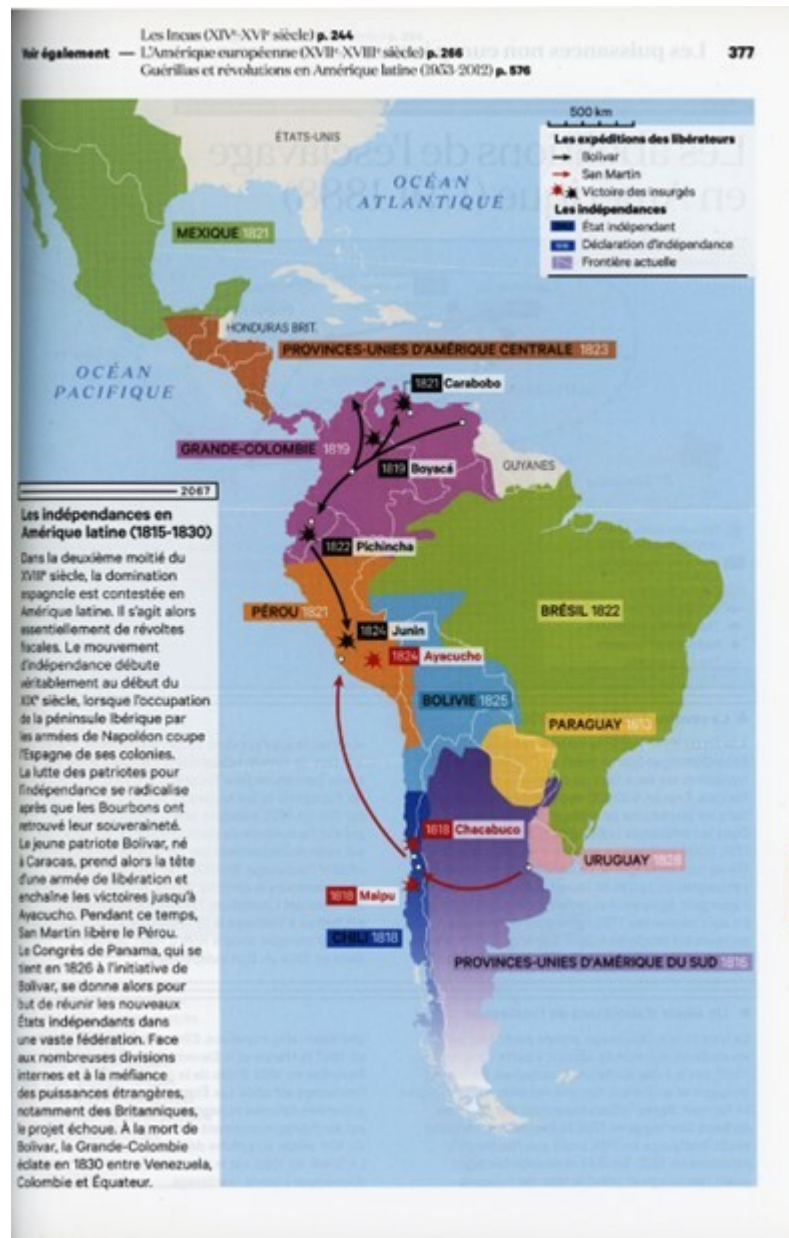 Les Incas (XIVᵉ-XVIᵉ siècle) p. 244
Voir également — L'Amérique européenne (XVIIᵉ-XVIIIᵉ siècle) p. 266
Guérillas et révolutions en Amérique latine (1953-2012) p. 576
377
500 km
Les expéditions des libérateurs
Bolivar
San Martin
Victoire des insurgés
Les indépendances
État indépendant
Déclaration d'indépendance
Frontière actuelle
ÉTATS-UNIS
OCÉAN
ATLANTIQUE
MEXIQUE 1821
HONDURAS BRIT.
PROVINCES-UNIES D'AMÉRIQUE CENTRALE 1823
OCÉAN
PACIFIQUE
1821 Carabobo
GRANDE-COLOMBIE 1819
1819 Boyacá
GUYANES
1822 Pichincha
PÉROU 1821
1824 Junin
BRÉSIL 1822
1824 Ayacucho
BOLIVIE 1825
PARAGUAY
1818 Chacabuco
URUGUAY 1828
1818 Maipu
CHILI 1818
PROVINCES-UNIES D'AMÉRIQUE DU SUD 1816
2067
Les indépendances en
Amérique latine (1815-1830)
Dans la deuxième moitié du
XVIIIᵉ siècle, la domination
espagnole est contestée en
Amérique latine. Il s'agit alors
essentiellement de révoltes
fiscales. Le mouvement
d'indépendance débute
véritablement au début du
XIXᵉ siècle, lorsque l'occupation
de la péninsule Ibérique par
les armées de Napoléon coupe
l'Espagne de ses colonies.
La lutte des patriotes pour
l'indépendance se radicalise
après que les Bourbons ont
retrouvé leur souveraineté.
Le jeune patriote Bolivar, né
à Caracas, prend alors la tête
d'une armée de libération et
enchaîne les victoires jusqu'à
Ayacucho. Pendant ce temps,
San Martin libère le Pérou.
Le Congrès de Panama, qui se
tient en 1826 à l'initiative de
Bolivar, se donne alors pour
but de réunir les nouveaux
États indépendants dans
une vaste fédération. Face
aux nombreuses divisions
internes et à la méfiance
des puissances étrangères,
notamment des Britanniques,
le projet échoue. À la mort de
Bolivar, la Grande-Colombie
éclate en 1830 entre Venezuela,
Colombie et Équateur.